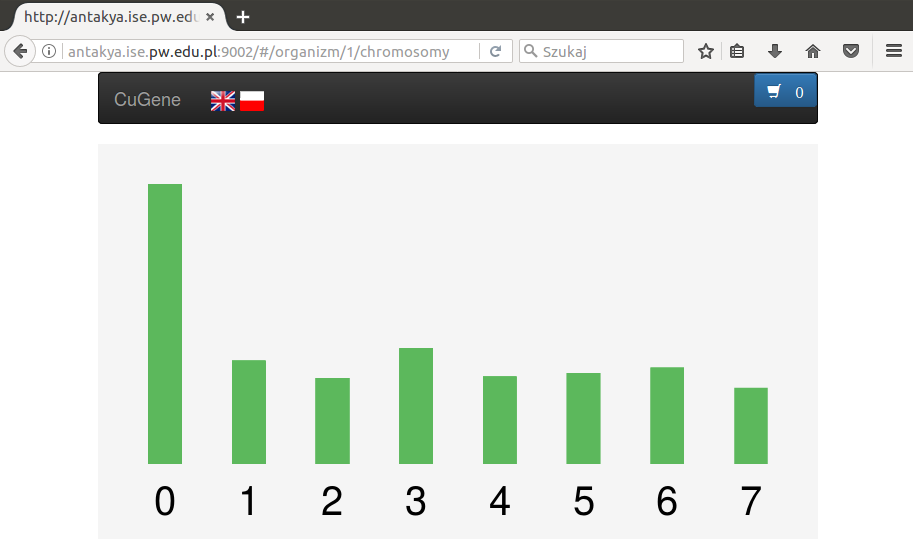 http://antakya.ise.pw.edu
antakya.ise.pw.edu.pl:9002/#/organizm/1/chromosomy
Szukaj
CuGene
0
0 1 2 3 4 5 6 7